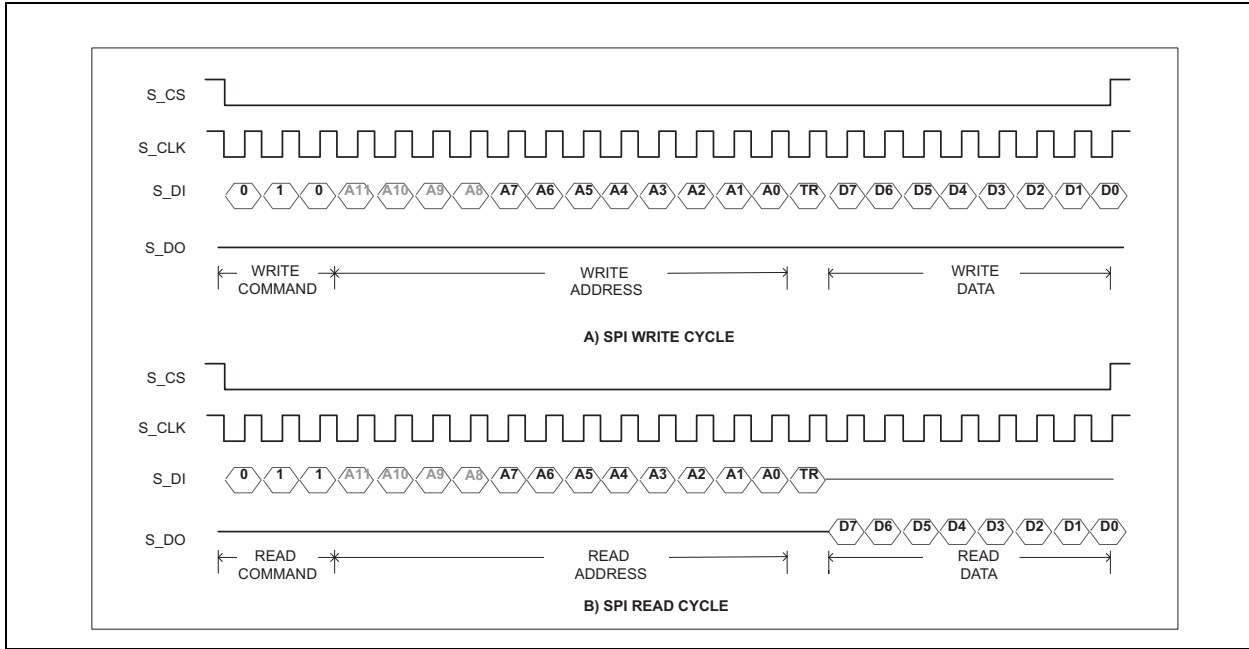 S_CS
S_CLK
S_DI 0 1 0 A11 A10 A9 A8 A7 A6 A5 A4 A3 A2 A1 A0 TR D7 D6 D5 D4 D3 D2 D1 D0
S_DO
WRITE COMMAND
WRITE ADDRESS
WRITE DATA
A) SPI WRITE CYCLE
S_CS
S_CLK
S_DI 0 1 1 A11 A10 A9 A8 A7 A6 A5 A4 A3 A2 A1 A0 TR
S_DO D7 D6 D5 D4 D3 D2 D1 D0
READ COMMAND
READ ADDRESS
READ DATA
B) SPI READ CYCLE